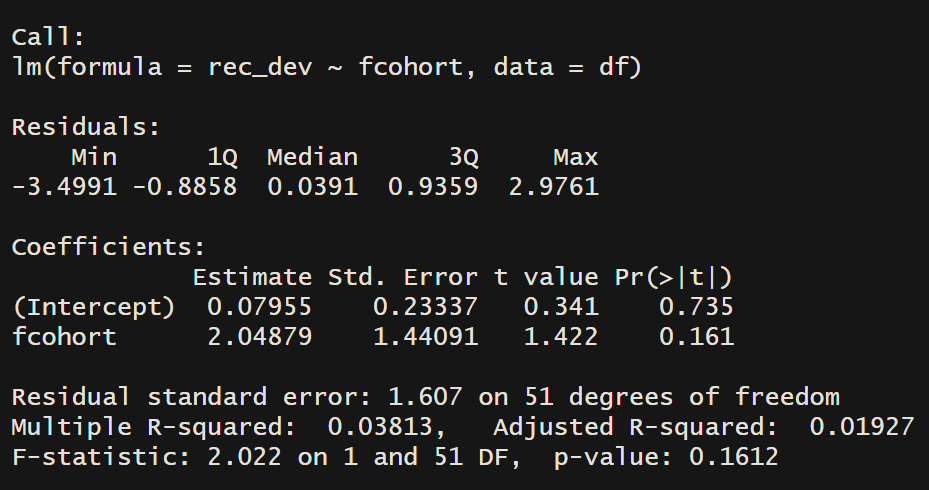 Call:
lm(formula = rec_dev ~ fcohort, data = df)

Residuals:
    Min      1Q  Median      3Q     Max
-3.4991 -0.8858  0.0391  0.9359  2.9761

Coefficients:
            Estimate Std. Error t value Pr(>|t|)
(Intercept)  0.07955    0.23337   0.341    0.735
fcohort      2.04879    1.44091   1.422    0.161

Residual standard error: 1.607 on 51 degrees of freedom
Multiple R-squared:  0.03813,   Adjusted R-squared:  0.01927
F-statistic: 2.022 on 1 and 51 DF,  p-value: 0.1612